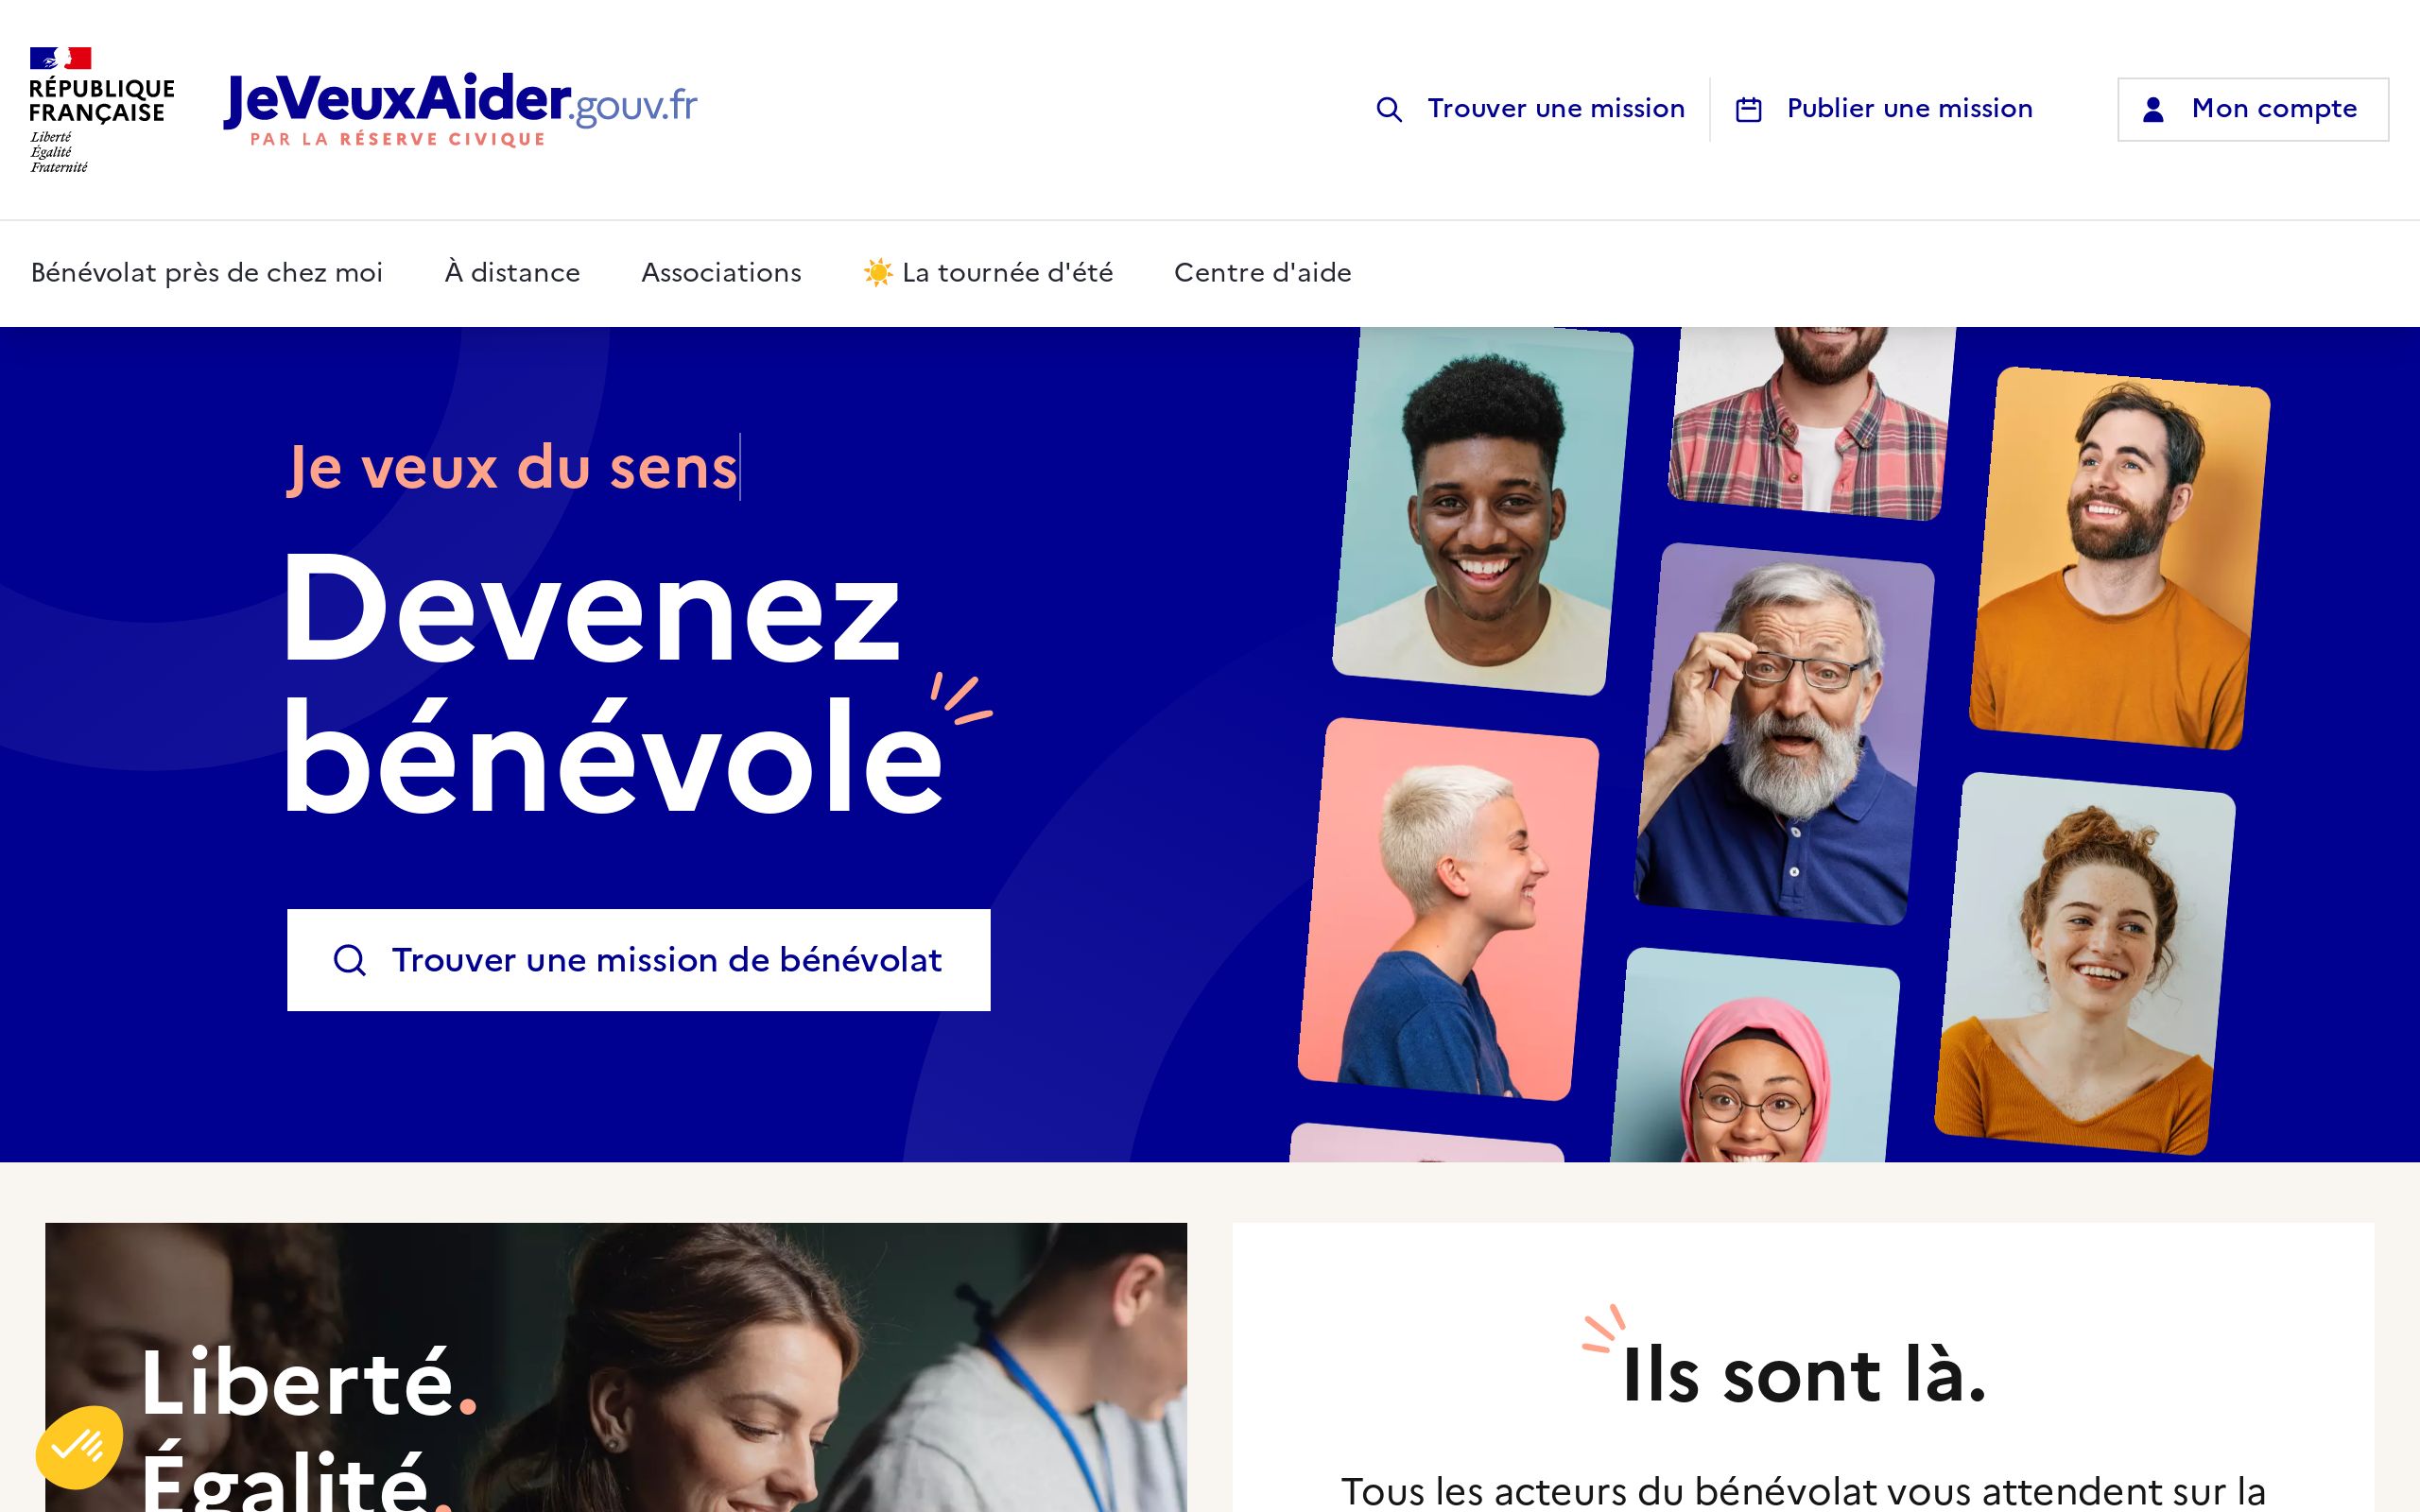 RÉPUBLIQUE
FRANÇAISE
Liberté
Égalité
Fraternité
JeVeuxAider.gouv.fr
PAR LA RÉSERVE CIVIQUE
Trouver une mission
Publier une mission
Mon compte
Bénévolat près de chez moi
À distance
Associations
☀️ La tournée d'été
Centre d'aide
Je veux du sens
Devenez
bénévole
Trouver une mission de bénévolat
Liberté.
Égalité.
Ils sont là.
Tous les acteurs du bénévolat vous attendent sur la